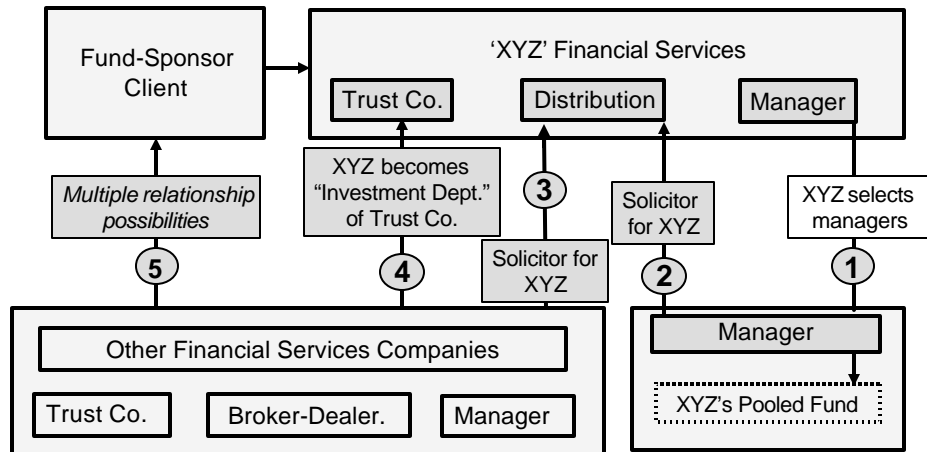 Fund-Sponsor
Client
‘XYZ’ Financial Services
Trust Co.
Distribution
Manager
Multiple relationship
possibilities
XYZ becomes
“Investment Dept.”
of Trust Co.
3
Solicitor
for XYZ
XYZ selects
managers
5
4
Solicitor for
XYZ
2
1
Other Financial Services Companies
Trust Co.
Broker-Dealer.
Manager
Manager
XYZ’s Pooled Fund